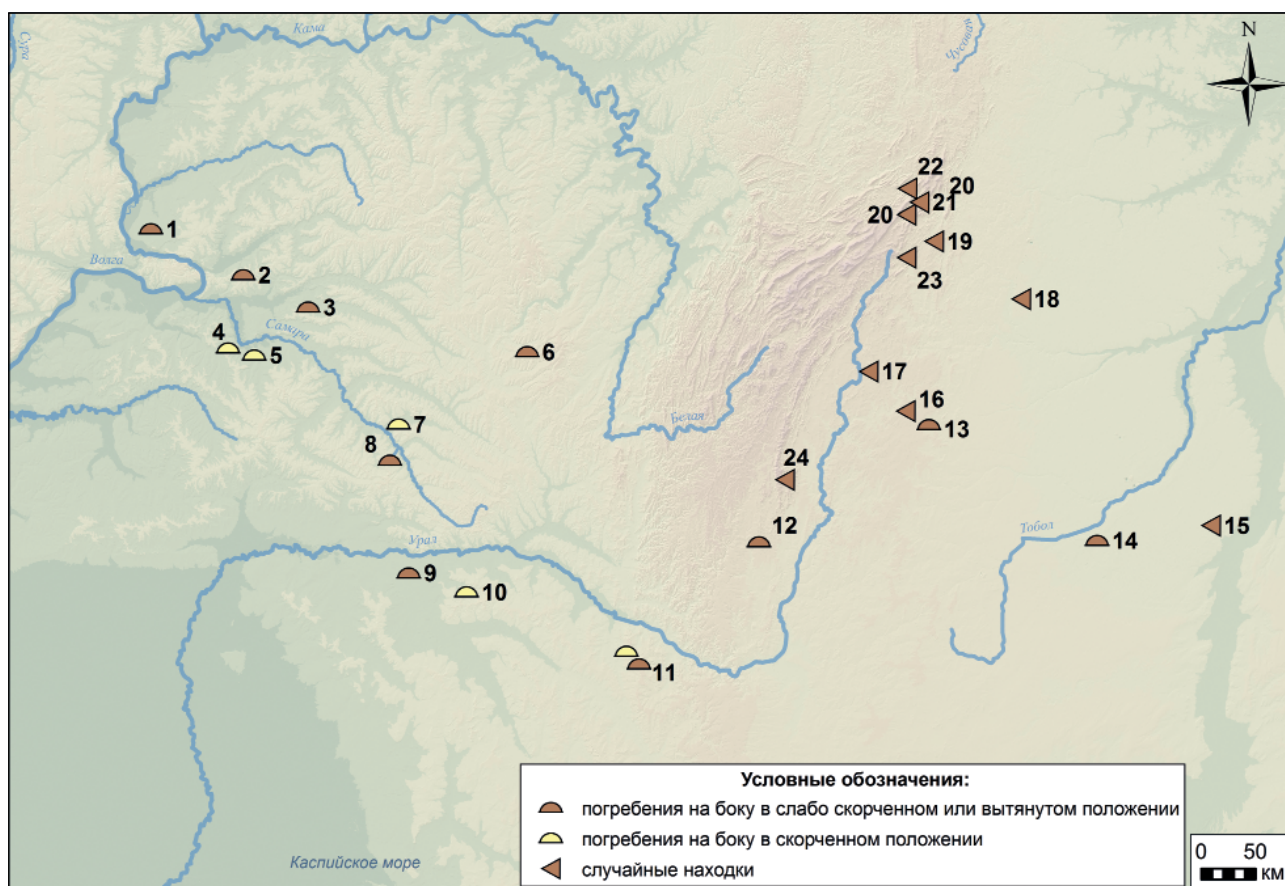 Кама
Сура
Чусовая
N
22
20
21
20
1
19
Волга
2
23
18
3
Самара
4
5
6
17
16
Белая
7
13
8
24
15
Тобол
12
14
Урал
9
10
11
Условные обозначения:
погребения на боку в слабо скорченном или вытянутом положении
погребения на боку в скорченном положении
случайные находки
Каспийское море
0 50
КМ